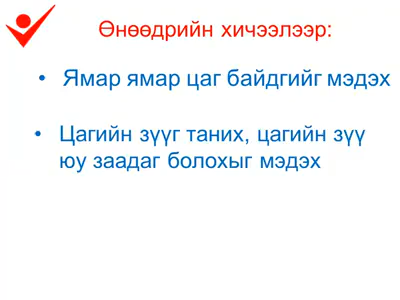 Өнөөдрийн хичээлээр:
• Ямар ямар цаг байдгийг мэдэх
• Цагийн зүүг таних, цагийн зүү
юу заадаг болохыг мэдэх